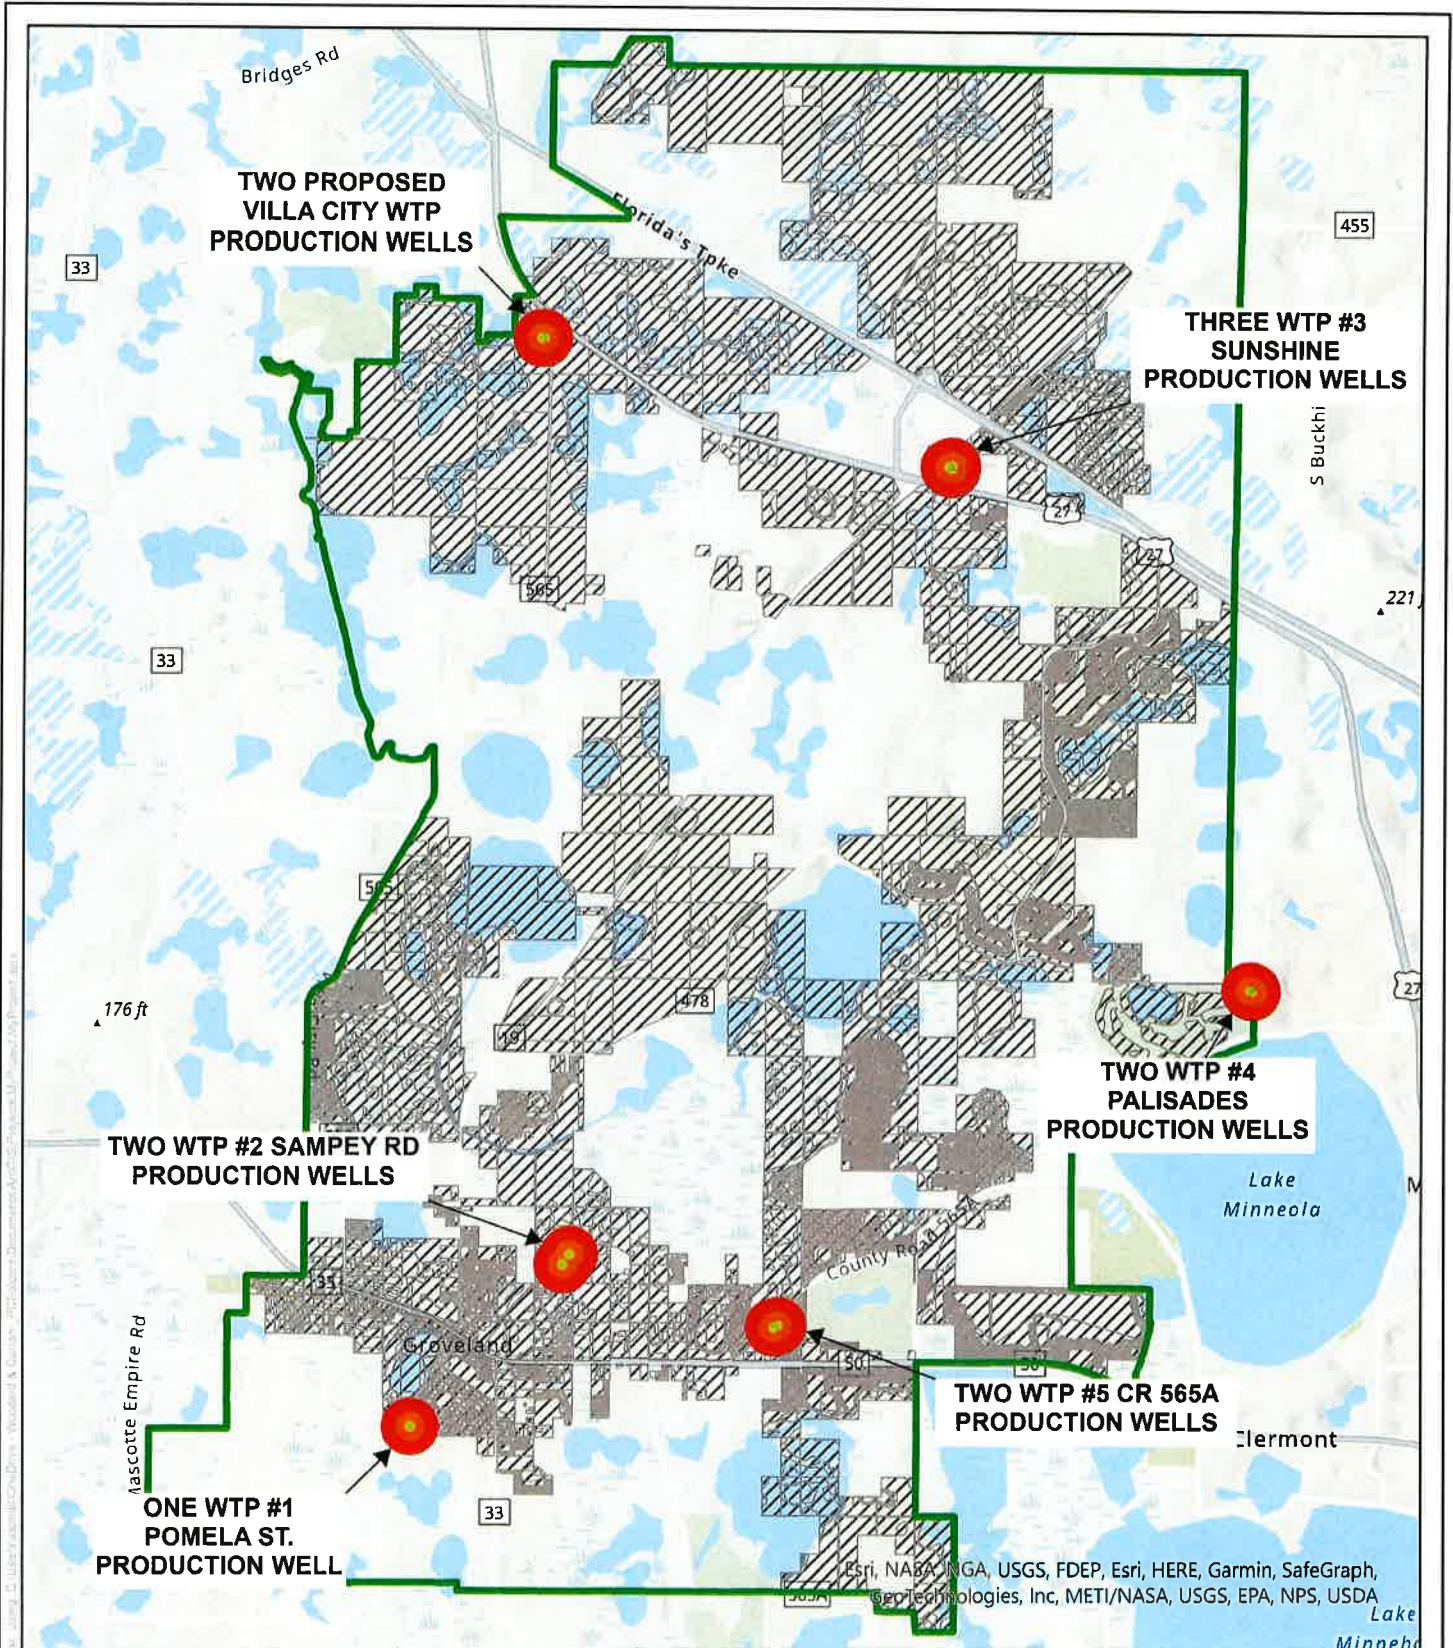 Bridges Rd
TWO PROPOSED
VILLA CITY WTP
PRODUCTION WELLS
Florida's Tpke
33
455
THREE WTP #3
SUNSHINE
PRODUCTION WELLS
S Buckhi
27
27
565
221
33
565
176 ft
478
19
27
TWO WTP #4
PALISADES
PRODUCTION WELLS
TWO WTP #2 SAMPEY RD
PRODUCTION WELLS
Lake
Minneola
M
County Road 565A
33
Groveland
50
50
Mascotte Empire Rd
TWO WTP #5 CR 565A
PRODUCTION WELLS
Clermont
ONE WTP #1
POMELA ST.
PRODUCTION WELL
33
Esri, NASA, NGA, USGS, FDEP, Esri, HERE, Garmin, SafeGraph,
GeoTechnologies, Inc, METI/NASA, USGS, EPA, NPS, USDA
565A
Lake